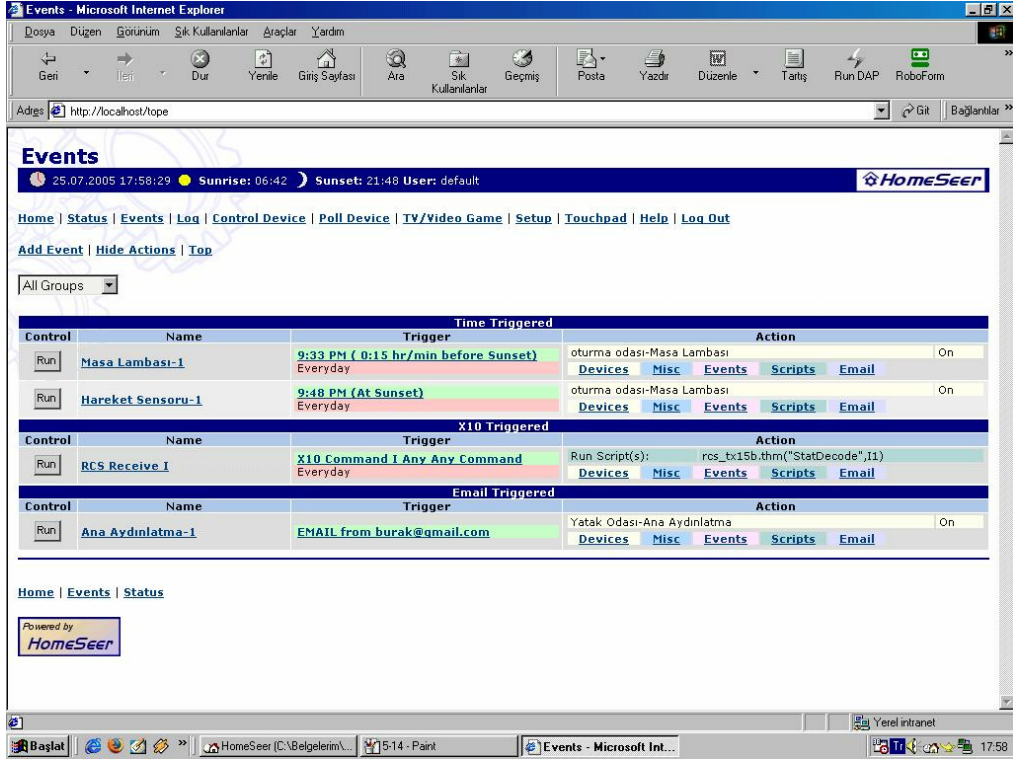 Events - Microsoft Internet Explorer
Dosya Düzen Görünüm Sık Kullanılanlar Araçlar Yardım
Geri İleri Dur Yenile Giriş Sayfası Ara Sık Kullanılanlar Geçmiş Posta Yazdır Düzenle Tartış Run DAP RoboForm
Adres http://localhost/tope Git Bağlantılar
Events
25.07.2005 17:58:29 Sunrise: 06:42 Sunset: 21:48 User: default HomeSeer
Home | Status | Events | Log | Control Device | Poll Device | TV/Video Game | Setup | Touchpad | Help | Log Out
Add Event | Hide Actions | Top
All Groups
Time Triggered
Control Name Trigger Action
Run Masa Lambası-1 9:33 PM ( 0:15 hr/min before Sunset) oturma odası-Masa Lambası On
Everyday Devices Misc Events Scripts Email
Run Hareket Sensoru-1 9:48 PM (At Sunset) oturma odası-Masa Lambası On
Everyday Devices Misc Events Scripts Email
X10 Triggered
Control Name Trigger Action
Run RCS Receive I X10 Command I Any Any Command Run Script(s): rcs_tx15b.thm("StatDecode",I1)
Everyday Devices Misc Events Scripts Email
Email Triggered
Control Name Trigger Action
Run Ana Aydınlatma-1 EMAIL from burak@gmail.com Yatak Odası-Ana Aydınlatma On
Devices Misc Events Scripts Email
Home | Events | Status
Powered by
HomeSeer
Yerel intranet
Başlat HomeSeer (C:\Belgelerim\... 5-14 - Paint Events - Microsoft Int... Tr 17:58